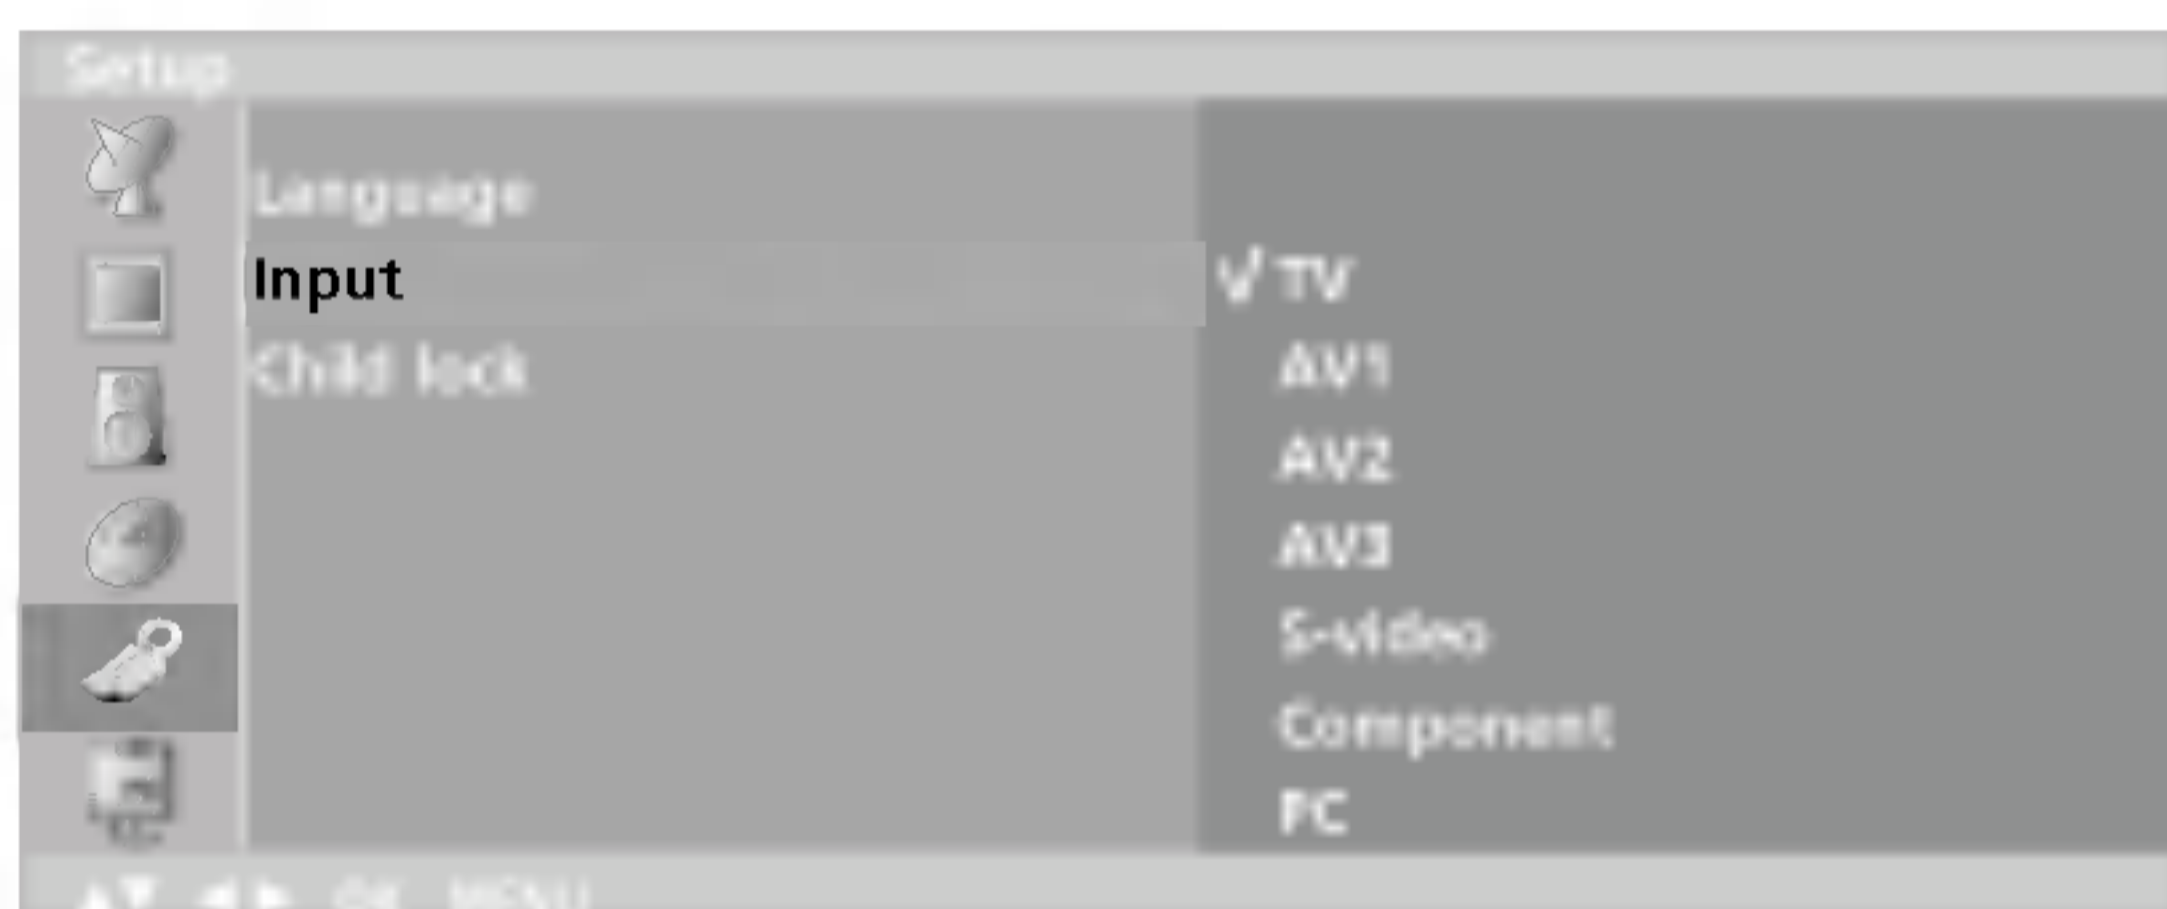 Setup
Language
Input
Child lock
√ TV
AV1
AV2
AV3
S-video
Component
PC
▲▼ ◀ ▶ OK MENU